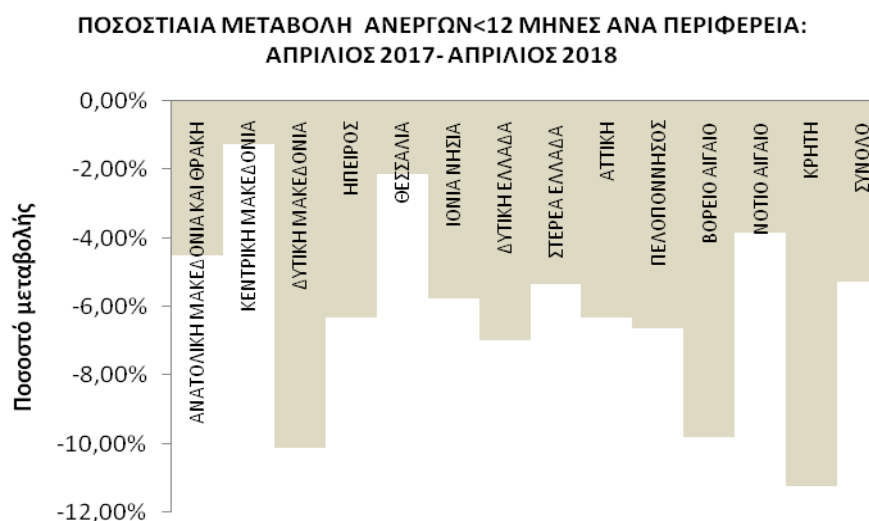 ΠΟΣΟΣΤΙΑΙΑ ΜΕΤΑΒΟΛΗ ΑΝΕΡΓΩΝ<12 ΜΗΝΕΣ ΑΝΑ ΠΕΡΙΦΕΡΕΙΑ:
ΑΠΡΙΛΙΟΣ 2017- ΑΠΡΙΛΙΟΣ 2018
Ποσοστό μεταβολής
0,00%
-2,00%
-4,00%
-6,00%
-8,00%
-10,00%
-12,00%
ΑΝΑΤΟΛΙΚΗ ΜΑΚΕΔΟΝΙΑ ΚΑΙ ΘΡΑΚΗ
ΚΕΝΤΡΙΚΗ ΜΑΚΕΔΟΝΙΑ
ΔΥΤΙΚΗ ΜΑΚΕΔΟΝΙΑ
ΗΠΕΙΡΟΣ
ΘΕΣΣΑΛΙΑ
ΙΟΝΙΑ ΝΗΣΙΑ
ΔΥΤΙΚΗ ΕΛΛΑΔΑ
ΣΤΕΡΕΑ ΕΛΛΑΔΑ
ΑΤΤΙΚΗ
ΠΕΛΟΠΟΝΝΗΣΟΣ
ΒΟΡΕΙΟ ΑΙΓΑΙΟ
ΝΟΤΙΟ ΑΙΓΑΙΟ
ΚΡΗΤΗ
ΣΥΝΟΛΟ